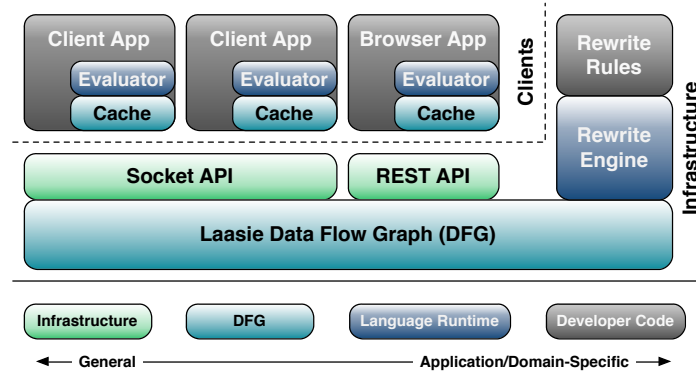 Client App
Evaluator
Cache
Client App
Evaluator
Cache
Browser App
Evaluator
Cache
Clients
Rewrite
Rules
Rewrite
Engine
Infrastructure
Socket API
REST API
Laasie Data Flow Graph (DFG)
Infrastructure
DFG
Language Runtime
Developer Code
General
Application/Domain-Specific